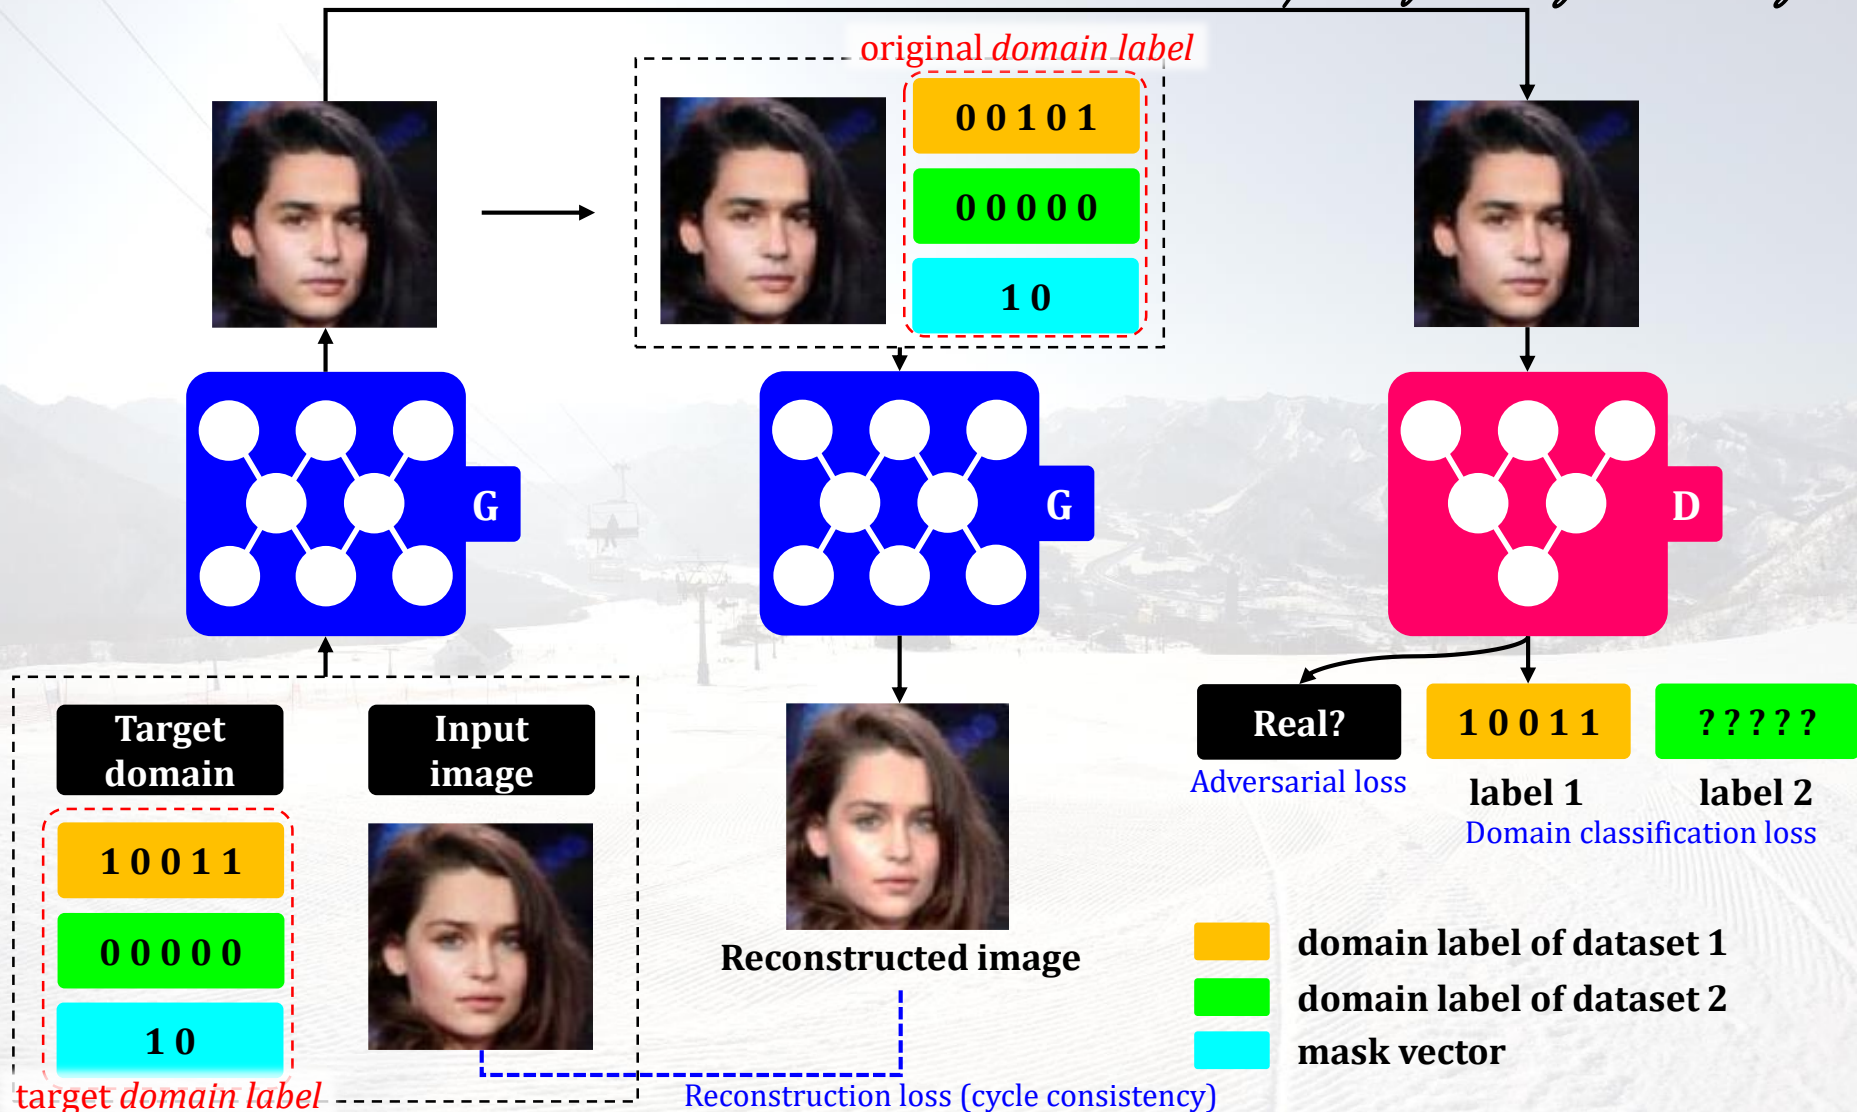 original domain label
0 0 1 0 1
0 0 0 0 0
1 0
G
G
D
Target
domain
Input
image
1 0 0 1 1
0 0 0 0 0
1 0
target domain label
Reconstructed image
Reconstruction loss (cycle consistency)
Real?
1 0 0 1 1
? ? ? ? ?
Adversarial loss
label 1
label 2
Domain classification loss
domain label of dataset 1
domain label of dataset 2
mask vector